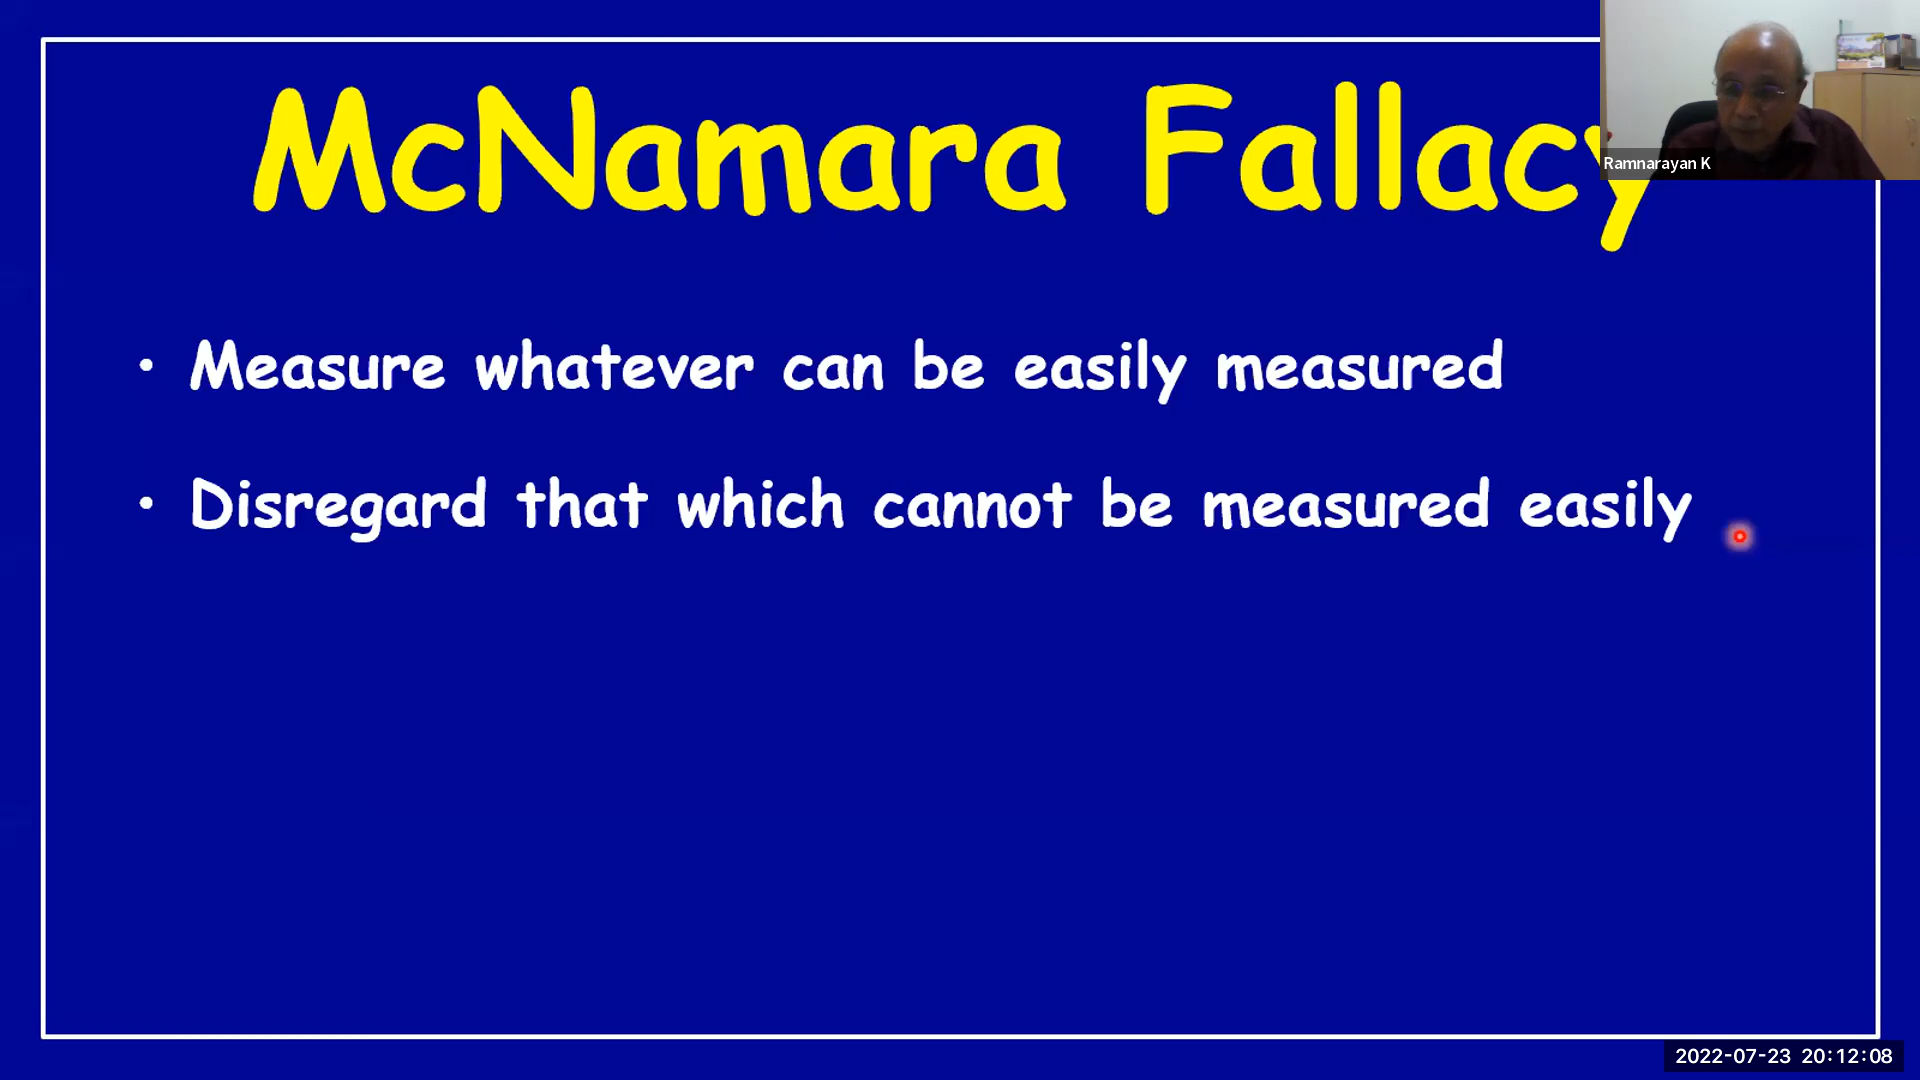 McNamara Fallacy
Ramnarayan K
• Measure whatever can be easily measured
• Disregard that which cannot be measured easily
2022-07-23 20:12:08